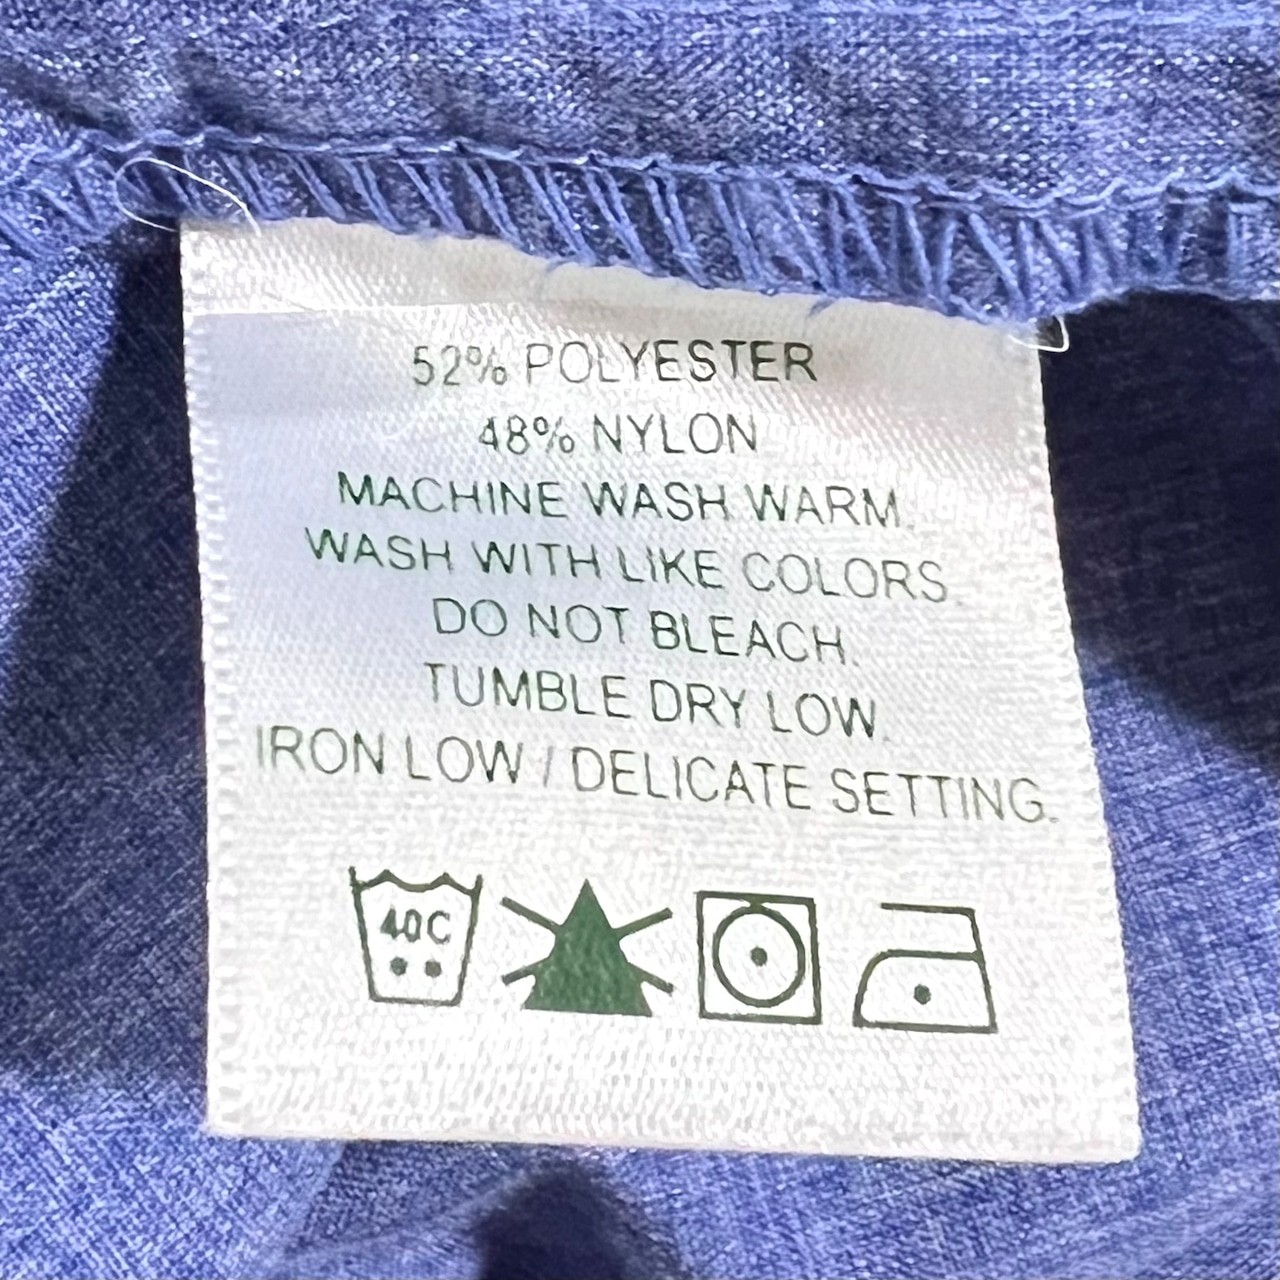 52% POLYESTER
48% NYLON
MACHINE WASH WARM.
WASH WITH LIKE COLORS.
DO NOT BLEACH.
TUMBLE DRY LOW.
IRON LOW / DELICATE SETTING.
40C